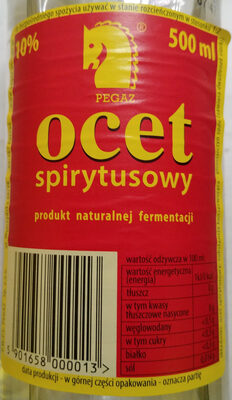 bezpośredniego spożycia używać w stanie rozcieńczonym w stosunku
10%
500 ml
PEGAZ
ocet
spirytusowy
produkt naturalnej fermentacji
wartość odżywcza w 100 ml
wartość energetyczna
(energia)
tłuszcz
w tym kwasy
tłuszczowe nasycone
węglowodany
w tym cukry
białko
sól
5 901658 000013 >
data produkcji - w górnej części opakowania - oznacza partię